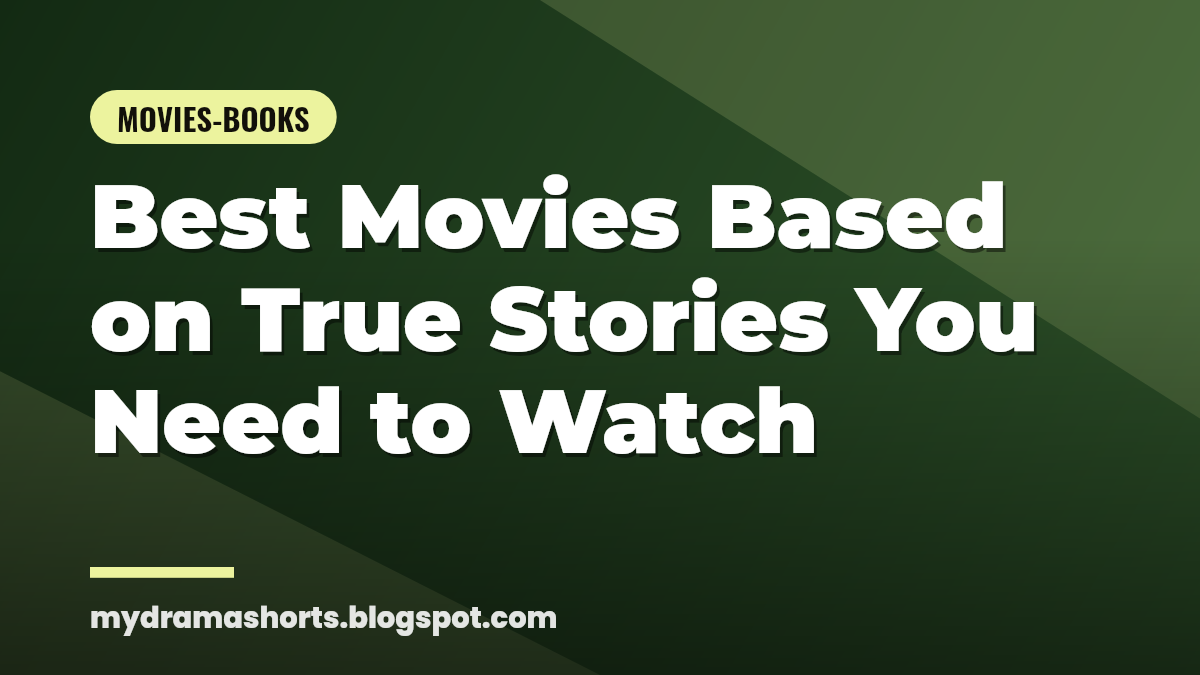 MOVIES-BOOKS
Best Movies Based
on True Stories You
Need to Watch
mydramashorts.blogspot.com